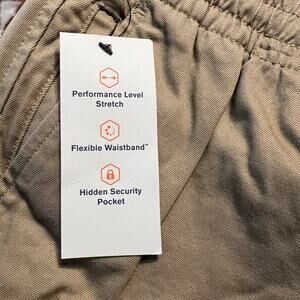 Performance Level
Stretch
Flexible Waistband™
Hidden Security
Pocket